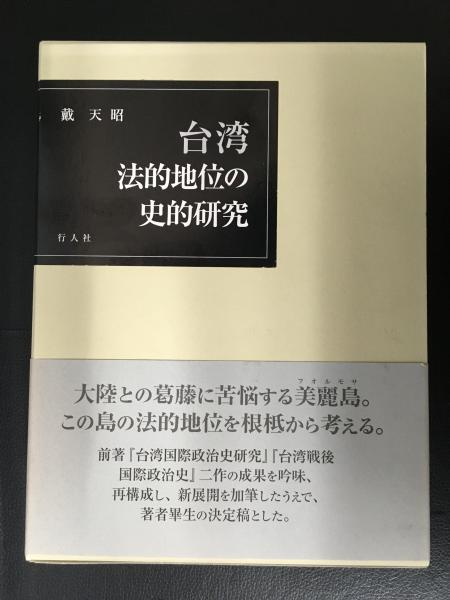 戴 天昭
台湾
法的地位の
史的研究
行人社
フオルモサ
大陸との葛藤に苦悩する美麗島。
この島の法的地位を根柢から考える。
前著『台湾国際政治史研究』『台湾戦後
国際政治史』二作の成果を吟味、
再構成し、新展開を加筆したうえで、
著者畢生の決定稿とした。